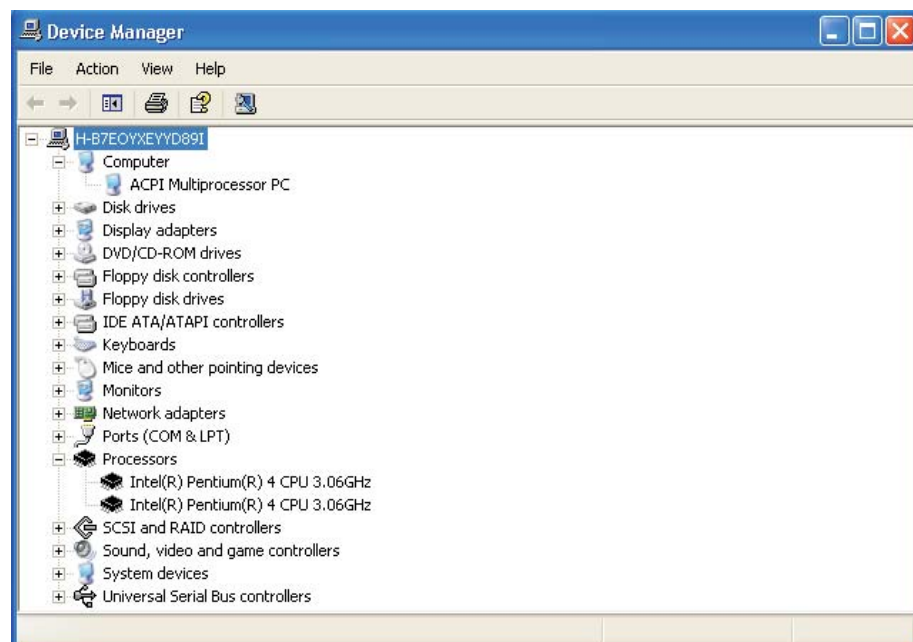 Device Manager
File Action View Help
H-B7EOYXEYYD89I
Computer
ACPI Multiprocessor PC
Disk drives
Display adapters
DVD/CD-ROM drives
Floppy disk controllers
Floppy disk drives
IDE ATA/ATAPI controllers
Keyboards
Mice and other pointing devices
Monitors
Network adapters
Ports (COM & LPT)
Processors
Intel(R) Pentium(R) 4 CPU 3.06GHz
Intel(R) Pentium(R) 4 CPU 3.06GHz
SCSI and RAID controllers
Sound, video and game controllers
System devices
Universal Serial Bus controllers